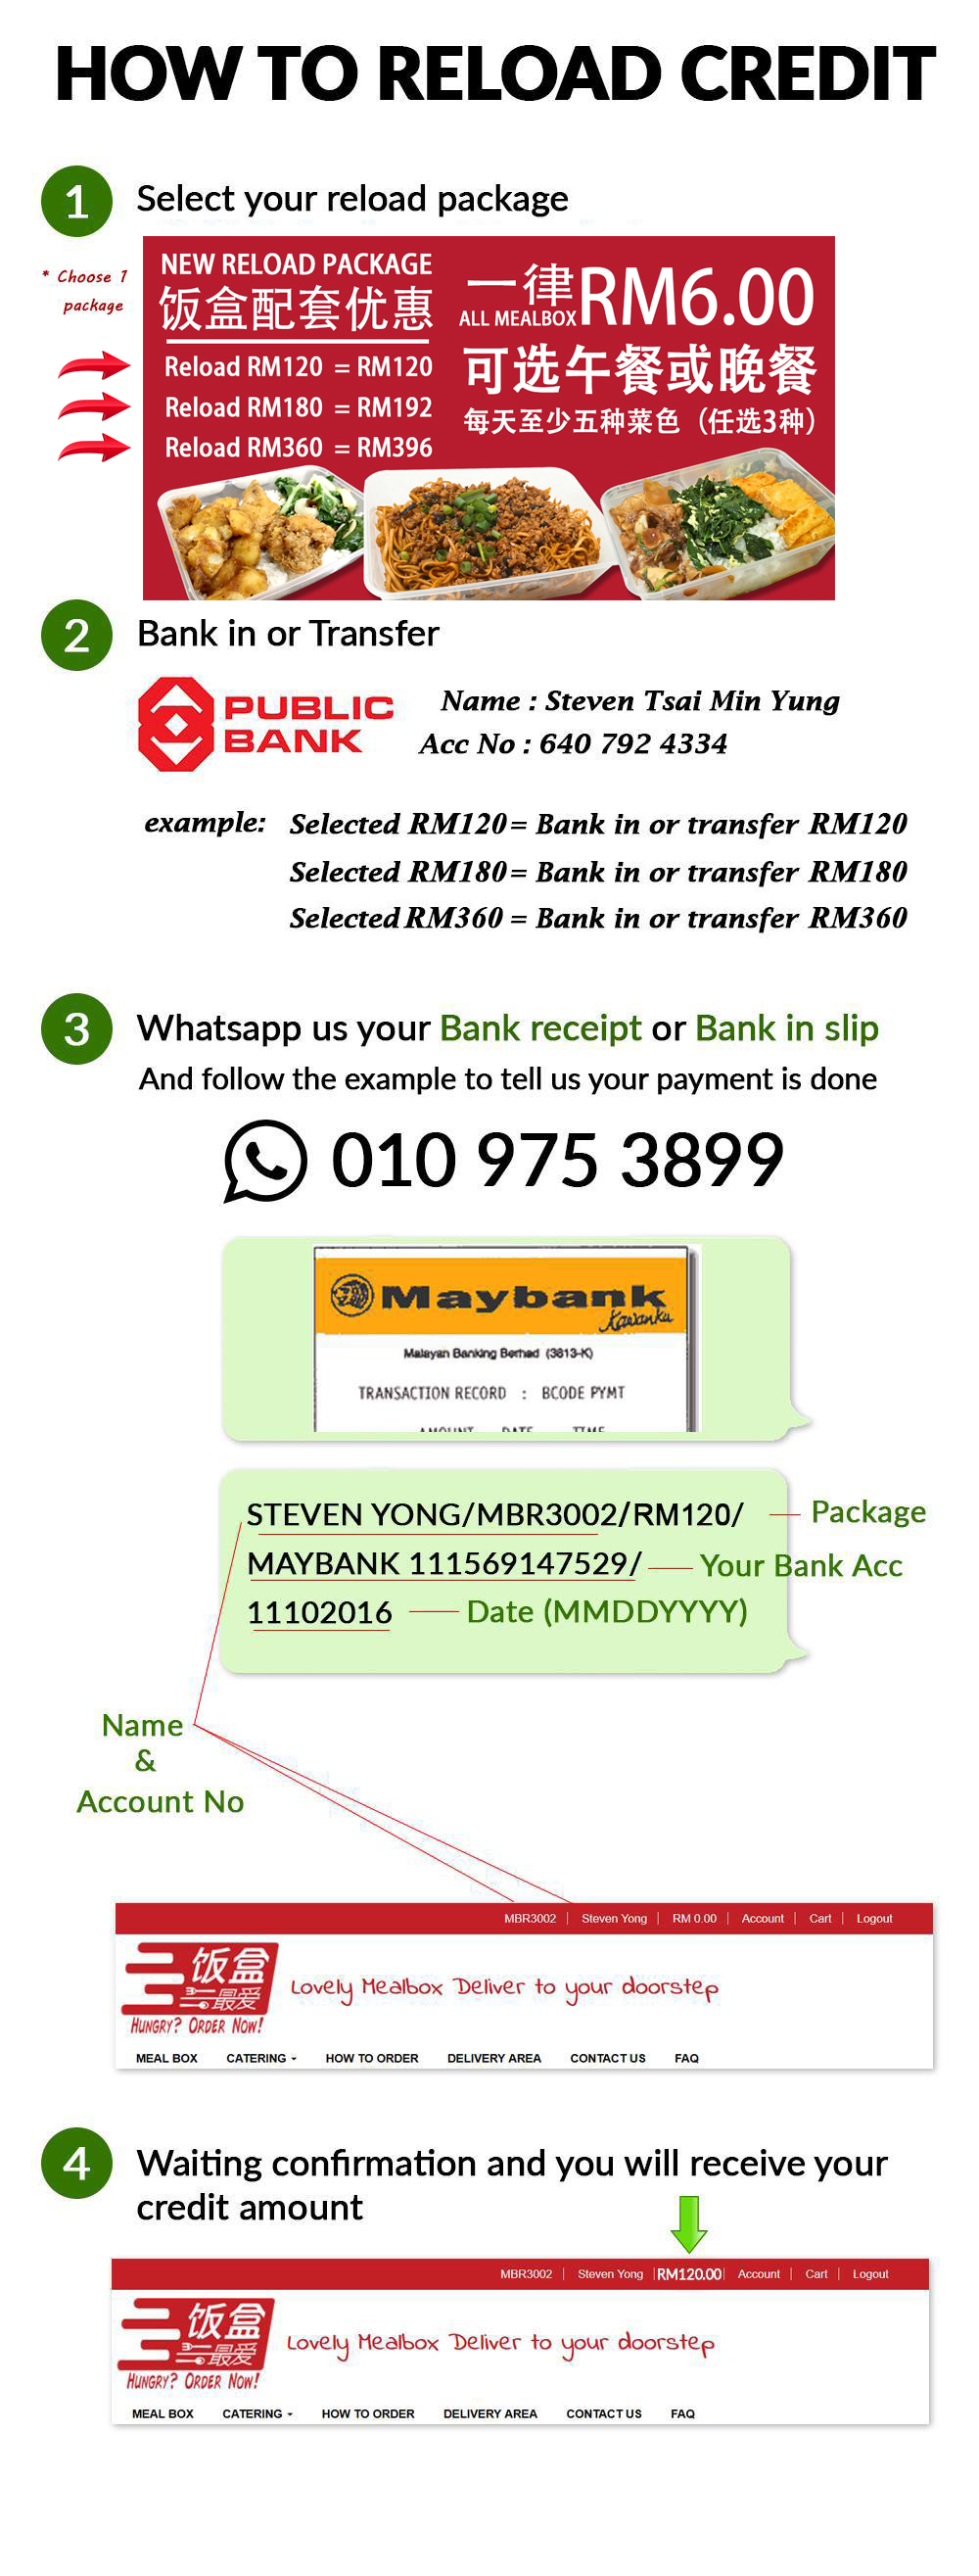 HOW TO RELOAD CREDIT
1
Select your reload package
* Choose 1
package
NEW RELOAD PACKAGE
饭盒配套优惠
Reload RM120 = RM120
Reload RM180 = RM192
Reload RM360 = RM396
一律RM6.00
ALL MEALBOX
可选午餐或晚餐
每天至少五种菜色（任选3种）
2
Bank in or Transfer
PUBLIC
BANK
Name : Steven Tsai Min Yung
Acc No : 640 792 4334
example: Selected RM120 = Bank in or transfer RM120
Selected RM180 = Bank in or transfer RM180
Selected RM360 = Bank in or transfer RM360
3
Whatsapp us your Bank receipt or Bank in slip
And follow the example to tell us your payment is done
010 975 3899
Maybank
Kawanku
Malayan Banking Berhad (3813-K)
TRANSACTION RECORD : BCODE PYMT
AMOUNT DATE TIME
STEVEN YONG/MBR3002/RM120/ Package
MAYBANK 111569147529/ Your Bank Acc
11102016 Date (MMDDYYYY)
Name
&
Account No
MBR3002 | Steven Yong | RM 0.00 | Account | Cart | Logout
饭盒
三最爱
HUNGRY? ORDER NOW!
Lovely Mealbox Deliver to your doorstep
MEAL BOX CATERING HOW TO ORDER DELIVERY AREA CONTACT US FAQ
4
Waiting confirmation and you will receive your
credit amount
MBR3002 | Steven Yong | RM120.00 | Account | Cart | Logout
饭盒
三最爱
HUNGRY? ORDER NOW!
Lovely Mealbox Deliver to your doorstep
MEAL BOX CATERING HOW TO ORDER DELIVERY AREA CONTACT US FAQ